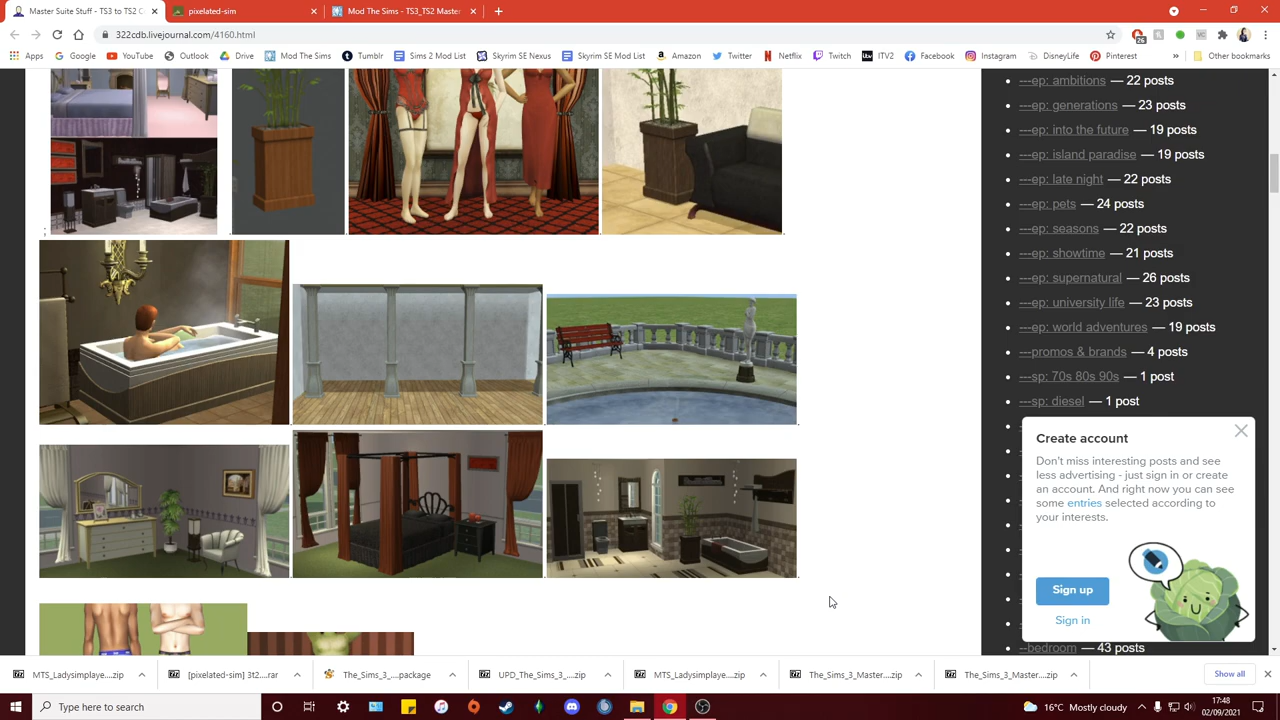 Master Suite Stuff - TS3 to TS2 C
pixelated-sim
Mod The Sims - TS3_TS2 Master
322cdb.livejournal.com/4160.html
26
Apps
Google
YouTube
Outlook
Drive
Mod The Sims
Tumblr
Sims 2 Mod List
Skyrim SE Nexus
Skyrim SE Mod List
Amazon
Twitter
Netflix
Twitch
ITV2
Facebook
Instagram
DisneyLife
Pinterest
»
Other bookmarks
---ep: ambitions — 22 posts
---ep: generations — 23 posts
---ep: into the future — 19 posts
---ep: island paradise — 19 posts
---ep: late night — 22 posts
---ep: pets — 24 posts
---ep: seasons — 22 posts
---ep: showtime — 21 posts
---ep: supernatural — 26 posts
---ep: university life — 23 posts
---ep: world adventures — 19 posts
---promos & brands — 4 posts
---sp: 70s 80s 90s — 1 post
---sp: diesel — 1 post
Create account
Don't miss interesting posts and see
less advertising - just sign in or create
an account. And right now you can see
some entries selected according to
your interests.
Sign up
Sign in
--bedroom — 43 posts
MTS_Ladysimplaye....zip
[pixelated-sim] 3t2....rar
The_Sims_3_....package
UPD_The_Sims_3_....zip
MTS_Ladysimplaye....zip
The_Sims_3_Master....zip
The_Sims_3_Master....zip
Show all
Type here to search
16°C Mostly cloudy
17:48
02/09/2021